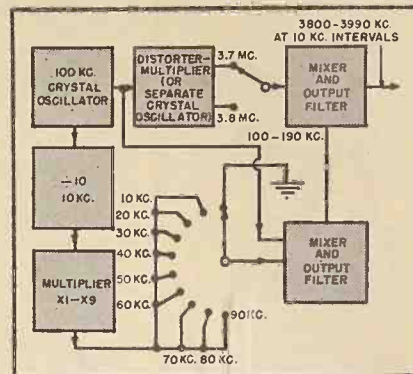 3800-3990 KC.
AT 10 KC. INTERVALS
100 KC.
CRYSTAL
OSCILLATOR
DISTORTER-
MULTIPLIER (OR
SEPARATE
CRYSTAL
OSCILLATOR)
3.7 MC.
3.8 MC.
MIXER
AND
OUTPUT
FILTER
100-190 KC.
÷10
10 KC.
MULTIPLIER
X1-X9
10 KC.
20 KC.
30 KC.
40 KC.
50 KC.
60 KC.
70 KC.
80 KC.
90 KC.
MIXER
AND
OUTPUT
FILTER